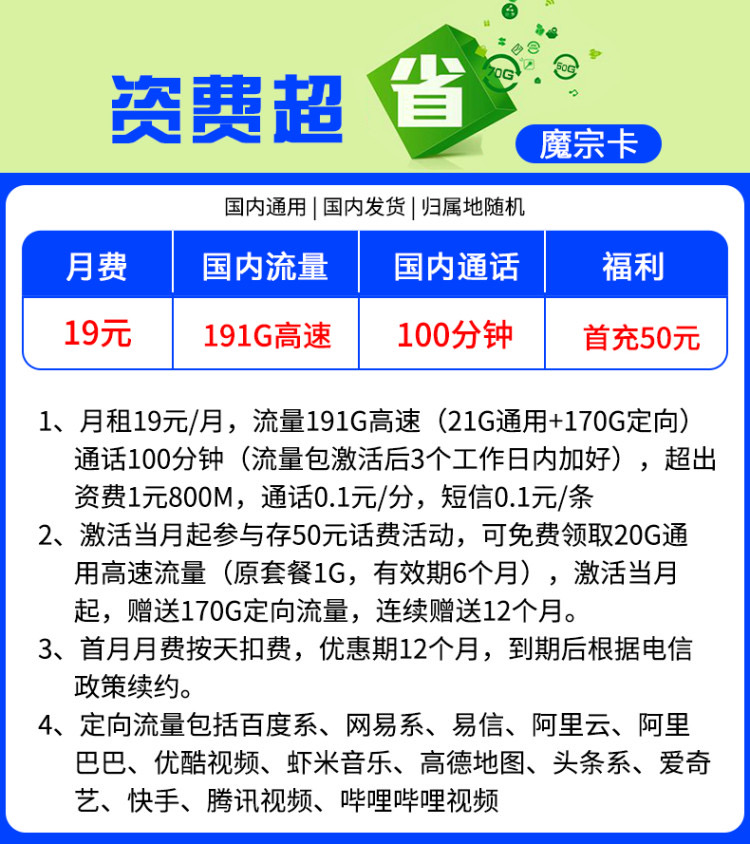 资费超
省
70G
60G
魔宗卡
国内通用 | 国内发货 | 归属地随机
月费 国内流量 国内通话 福利
19元 191G高速 100分钟 首充50元
1、月租19元/月，流量191G高速（21G通用+170G定向）
通话100分钟（流量包激活后3个工作日内加好），超出
资费1元800M，通话0.1元/分，短信0.1元/条
2、激活当月起参与存50元话费活动，可免费领取20G通
用高速流量（原套餐1G，有效期6个月），激活当月
起，赠送170G定向流量，连续赠送12个月。
3、首月月费按天扣费，优惠期12个月，到期后根据电信
政策续约。
4、定向流量包括百度系、网易系、易信、阿里云、阿里
巴巴、优酷视频、虾米音乐、高德地图、头条系、爱奇
艺、快手、腾讯视频、哔哩哔哩视频